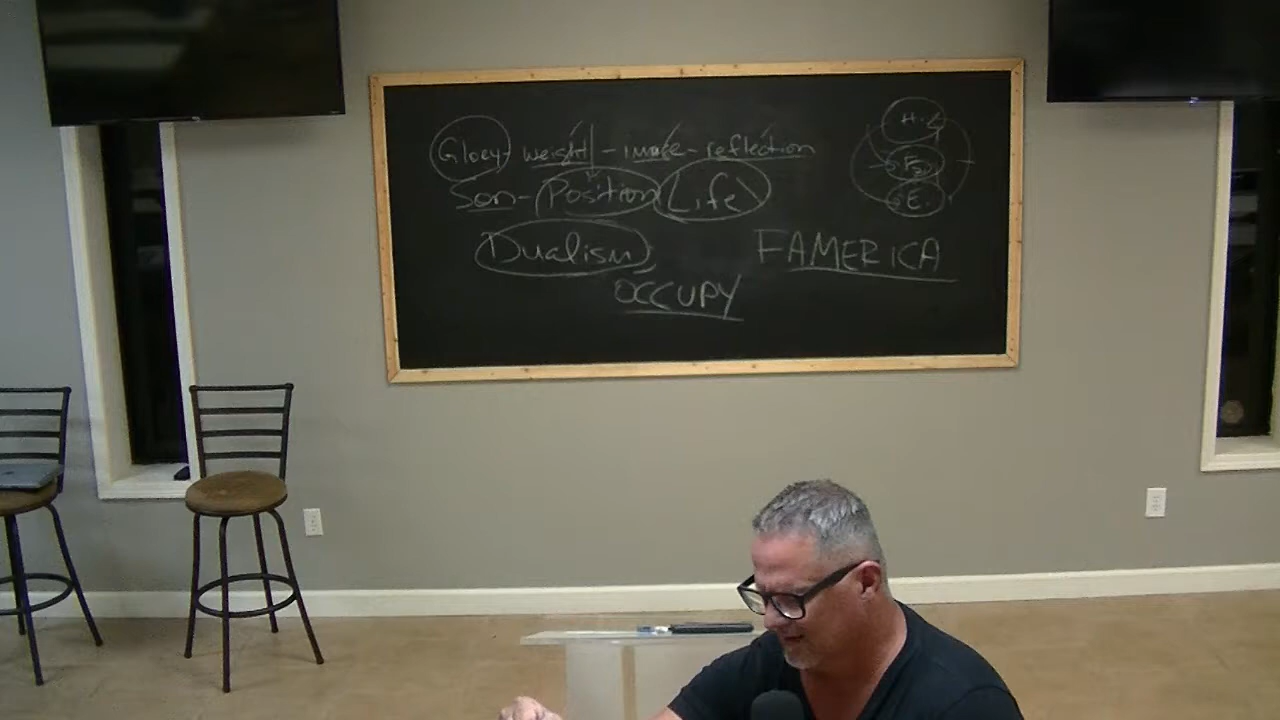 Glory weight - image - reflection
Son - Position Life
Dualism
FAMERICA
OCCUPY
H.S
E.